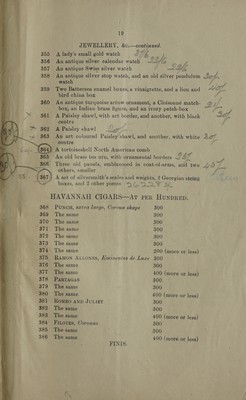 18
JEWELLERY, &c.—continued.
355 A lady's small gold watch
356 An antique silver calendar watch
357 An antique Swiss silver watch
358 An antique silver stop watch, and an old silver pendulum
watch
359 Two Battersea enamel boxes, a vinaigrette, and a lion and
bird china box
360 An antique turquoise arrow ornament, a Cloisonné match-
box, an Indian brass figure, and an ivory patch-box
361 A Paisley shawl, with art border, and another, with black
centre
362 A Paisley shawl
363 An art coloured Paisley shawl, and another, with white
centre
364 A tortoiseshell North American comb
365 An old brass tea urn, with ornamental borders
366 Three old panels, emblazoned in coat-of-arms, and two
others, smaller
367 A set of silversmith's scales and weights, 3 Georgian casing
boxes, and 2 other pieces
HAVANNAH CIGARS—At per Hundred.
368 Punch, extra large, Corona shape 300
369 The same 300
370 The same 300
371 The same 300
372 The same 300
373 The same 300
374 The same 200 (more or less)
375 Ramon Allones, 300
376 The same 300
377 The same 400 (more or less)
378 Partagas 300
379 The same 300
380 The same 400 (more or less)
381 Romeo and Juliet 300
382 The same 300
383 The same 400 (more or less)
384 Coronas 300
385 The same 300
386 The same 400 (more or less)
FINIS.